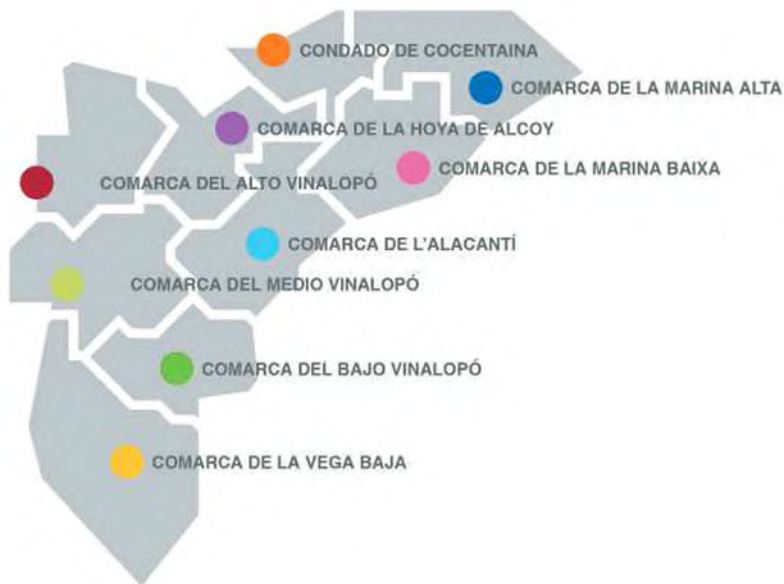 CONDADO DE COCENTAINA
COMARCA DE LA MARINA ALTA
COMARCA DE LA HOYA DE ALCOY
COMARCA DE LA MARINA BAIXA
COMARCA DEL ALTO VINALOPÓ
COMARCA DE L'ALACANTÍ
COMARCA DEL MEDIO VINALOPÓ
COMARCA DEL BAJO VINALOPÓ
COMARCA DE LA VEGA BAJA